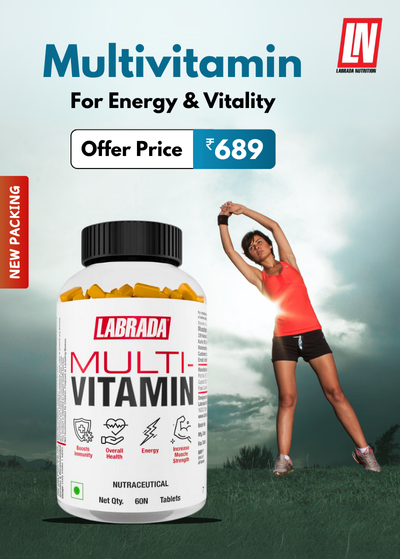 Multivitamin
LN
LABRADA NUTRITION
For Energy & Vitality
Offer Price ₹689
NEW PACKING
LABRADA
MULTI-
VITAMIN
Boosts Immunity
Overall Health
Energy
Increase Muscle Strength
NUTRACEUTICAL
Net Qty. 60N Tablets